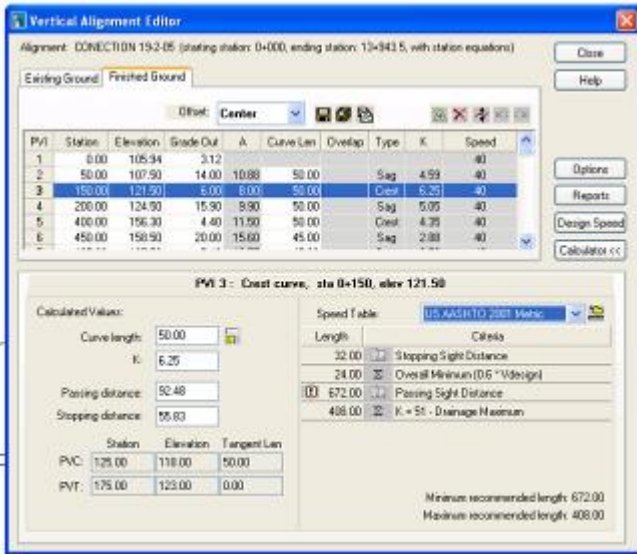 Vertical Alignment Editor
Alignment: CONECTION 19-2-05 (starting station: 0+000, ending station: 13+943.5, with station equations)
Close
Existing Ground Finished Ground
Help
Offset: Center
PVI Station Elevation Grade Out A Curve Len Overlap Type K Speed
1 0.00 105.94 3.12 40
2 50.00 107.50 14.00 10.88 50.00 Sag 4.59 40
3 150.00 121.50 6.00 8.00 50.00 Crest 6.25 40
4 200.00 124.50 15.90 9.90 50.00 Sag 5.05 40
5 400.00 156.30 4.40 11.50 50.00 Crest 4.35 40
6 450.00 158.50 20.00 15.60 45.00 Sag 2.88 40
Options
Reports
Design Speed
Calculator <<
PVI 3 : Crest curve, sta 0+150, elev 121.50
Calculated Values:
Speed Table: US AASHTO 2001 Metric
Curve length: 50.00
Length Criteria
K: 6.25
32.00 Stopping Sight Distance
24.00 Overall Minimum (0.6 * Vdesign)
Passing distance: 92.48
672.00 Passing Sight Distance
Stopping distance: 55.83
408.00 K = 51 - Drainage Maximum
Station Elevation Tangent Len
PVC: 125.00 118.00 50.00
PVT: 175.00 123.00 0.00
Minimum recommended length: 672.00
Maximum recommended length: 408.00